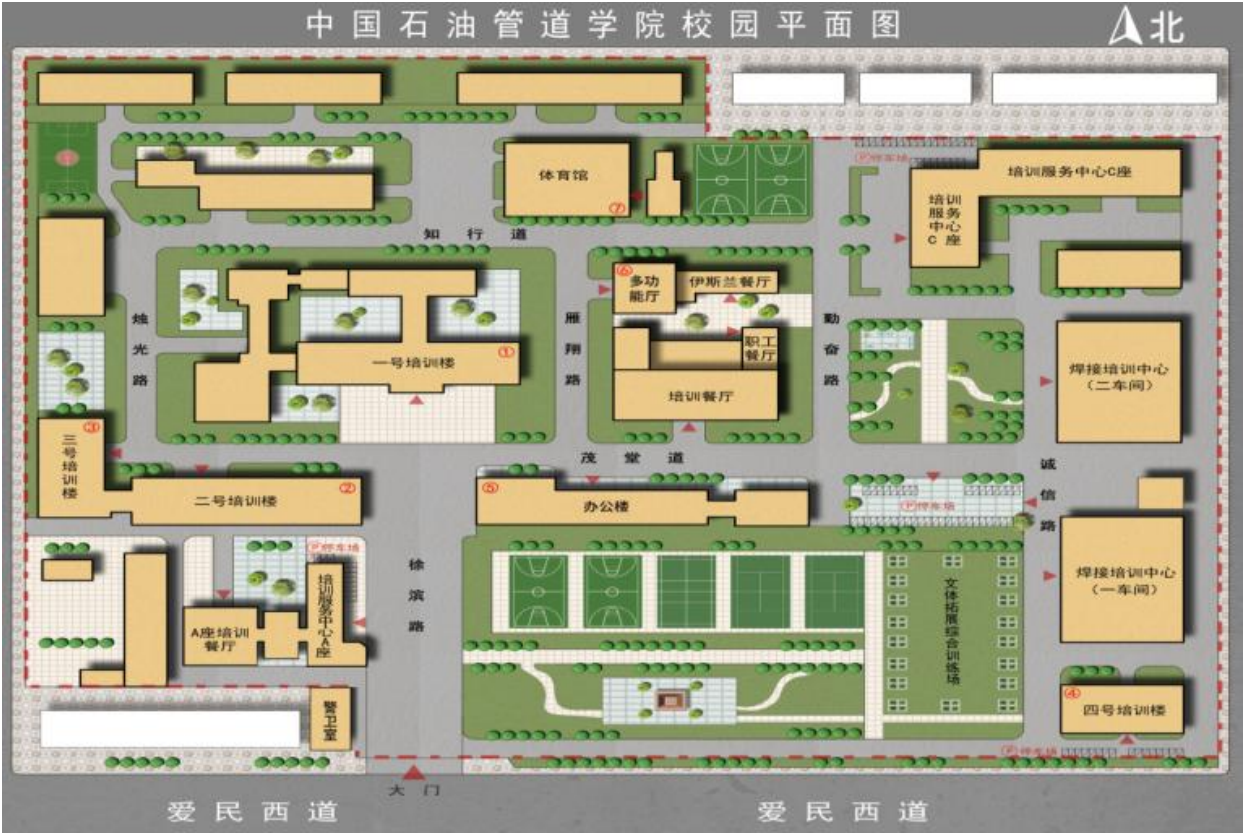 中国石油管道学院校园平面图
北
P停车场
培训服务中心C座
体育馆
⑦
培训
服务
中心
C 座
知行道
⑥
多功
能厅
伊斯兰餐厅
烛光路
雁翔路
勤奋路
①
一号培训楼
职工
餐厅
焊接培训中心
(二车间)
培训餐厅
③
三号培训楼
茂堂道
诚信路
②
二号培训楼
⑤
办公楼
P停车场
P停车场
徐滨路
培训服务中心A座
焊接培训中心
(一车间)
文体拓展综合训练场
A座培训
餐厅
④
四号培训楼
警卫室
P停车场
大门
爱民西道
爱民西道